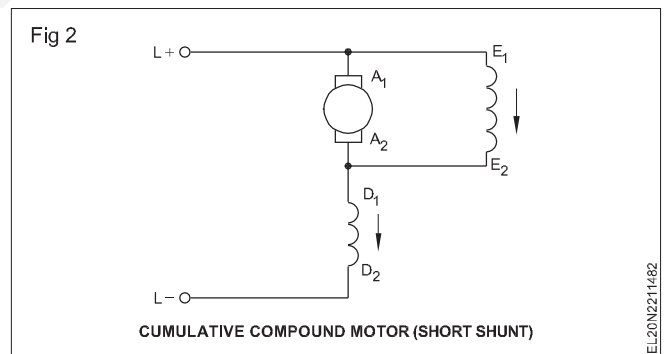 Fig 2
L+
E1
A1
A2
E2
D1
D2
L–
CUMULATIVE COMPOUND MOTOR (SHORT SHUNT)
EL20N2211482